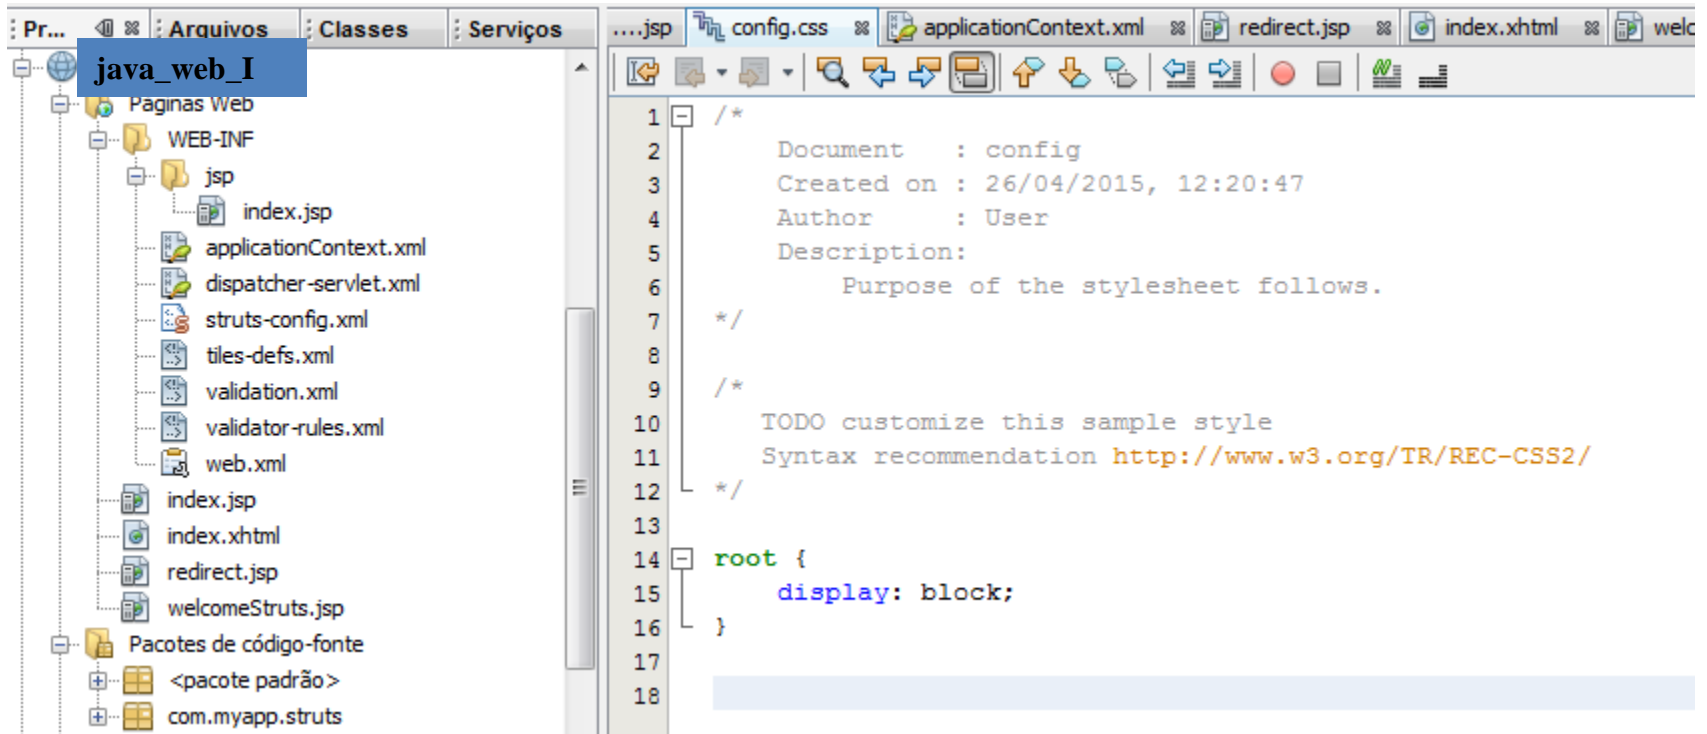 Pr...
Arquivos
Classes
Serviços
java_web_I
Páginas Web
WEB-INF
jsp
index.jsp
applicationContext.xml
dispatcher-servlet.xml
struts-config.xml
tiles-defs.xml
validation.xml
validator-rules.xml
web.xml
index.jsp
index.xhtml
redirect.jsp
welcomeStruts.jsp
Pacotes de código-fonte
<pacote padrão>
com.myapp.struts
....jsp
config.css
applicationContext.xml
redirect.jsp
index.xhtml
welc
1 /*
2 Document : config
3 Created on : 26/04/2015, 12:20:47
4 Author : User
5 Description:
6 Purpose of the stylesheet follows.
7 */
8
9 /*
10 TODO customize this sample style
11 Syntax recommendation http://www.w3.org/TR/REC-CSS2/
12 */
13
14 root {
15 display: block;
16 }
17
18